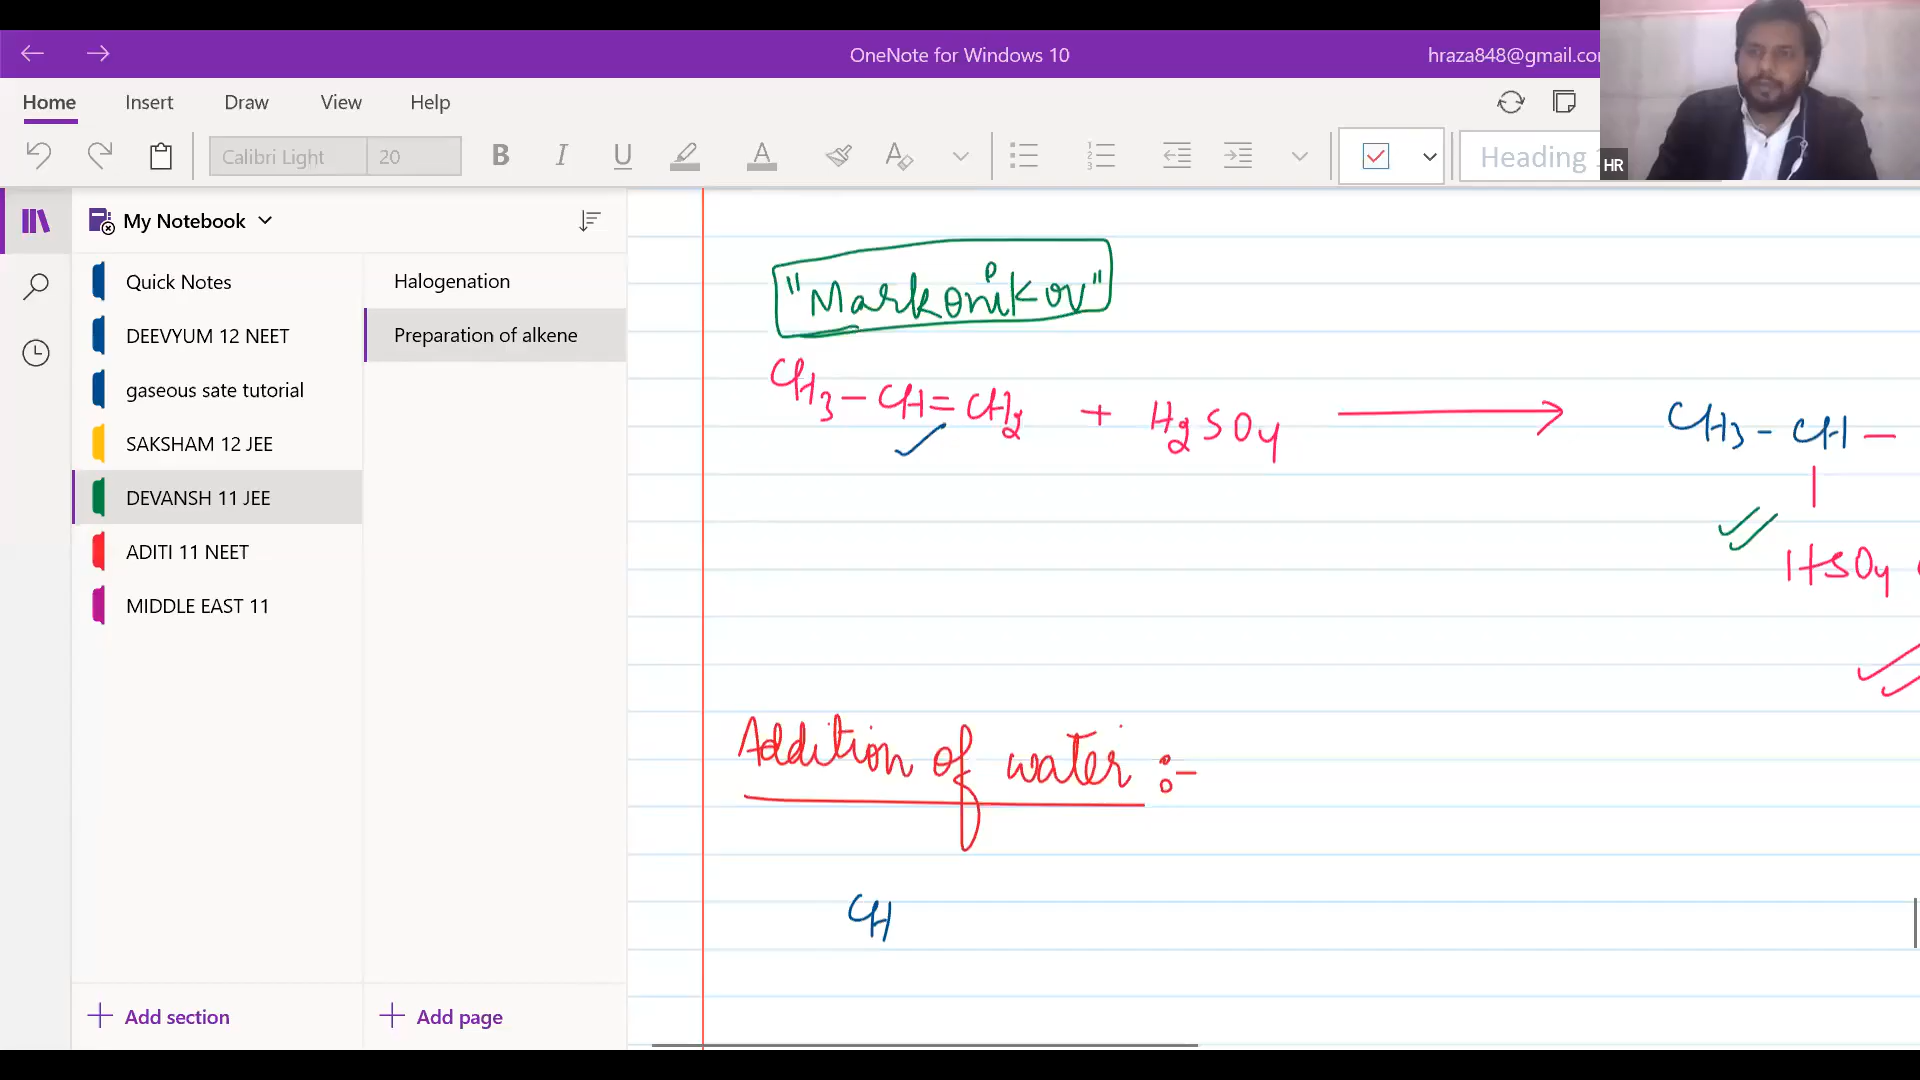 OneNote for Windows 10
hraza848@gmail.co
Home Insert Draw View Help
Calibri Light 20
B I U A
Heading
HR
My Notebook
Quick Notes
DEEVYUM 12 NEET
gaseous sate tutorial
SAKSHAM 12 JEE
DEVANSH 11 JEE
ADITI 11 NEET
MIDDLE EAST 11
Add section
Halogenation
Preparation of alkene
Add page
"Markonikov"
CH3-CH=CH2 + H2SO4 → CH3-CH-
|
HSO4
Addition of water :-
CH